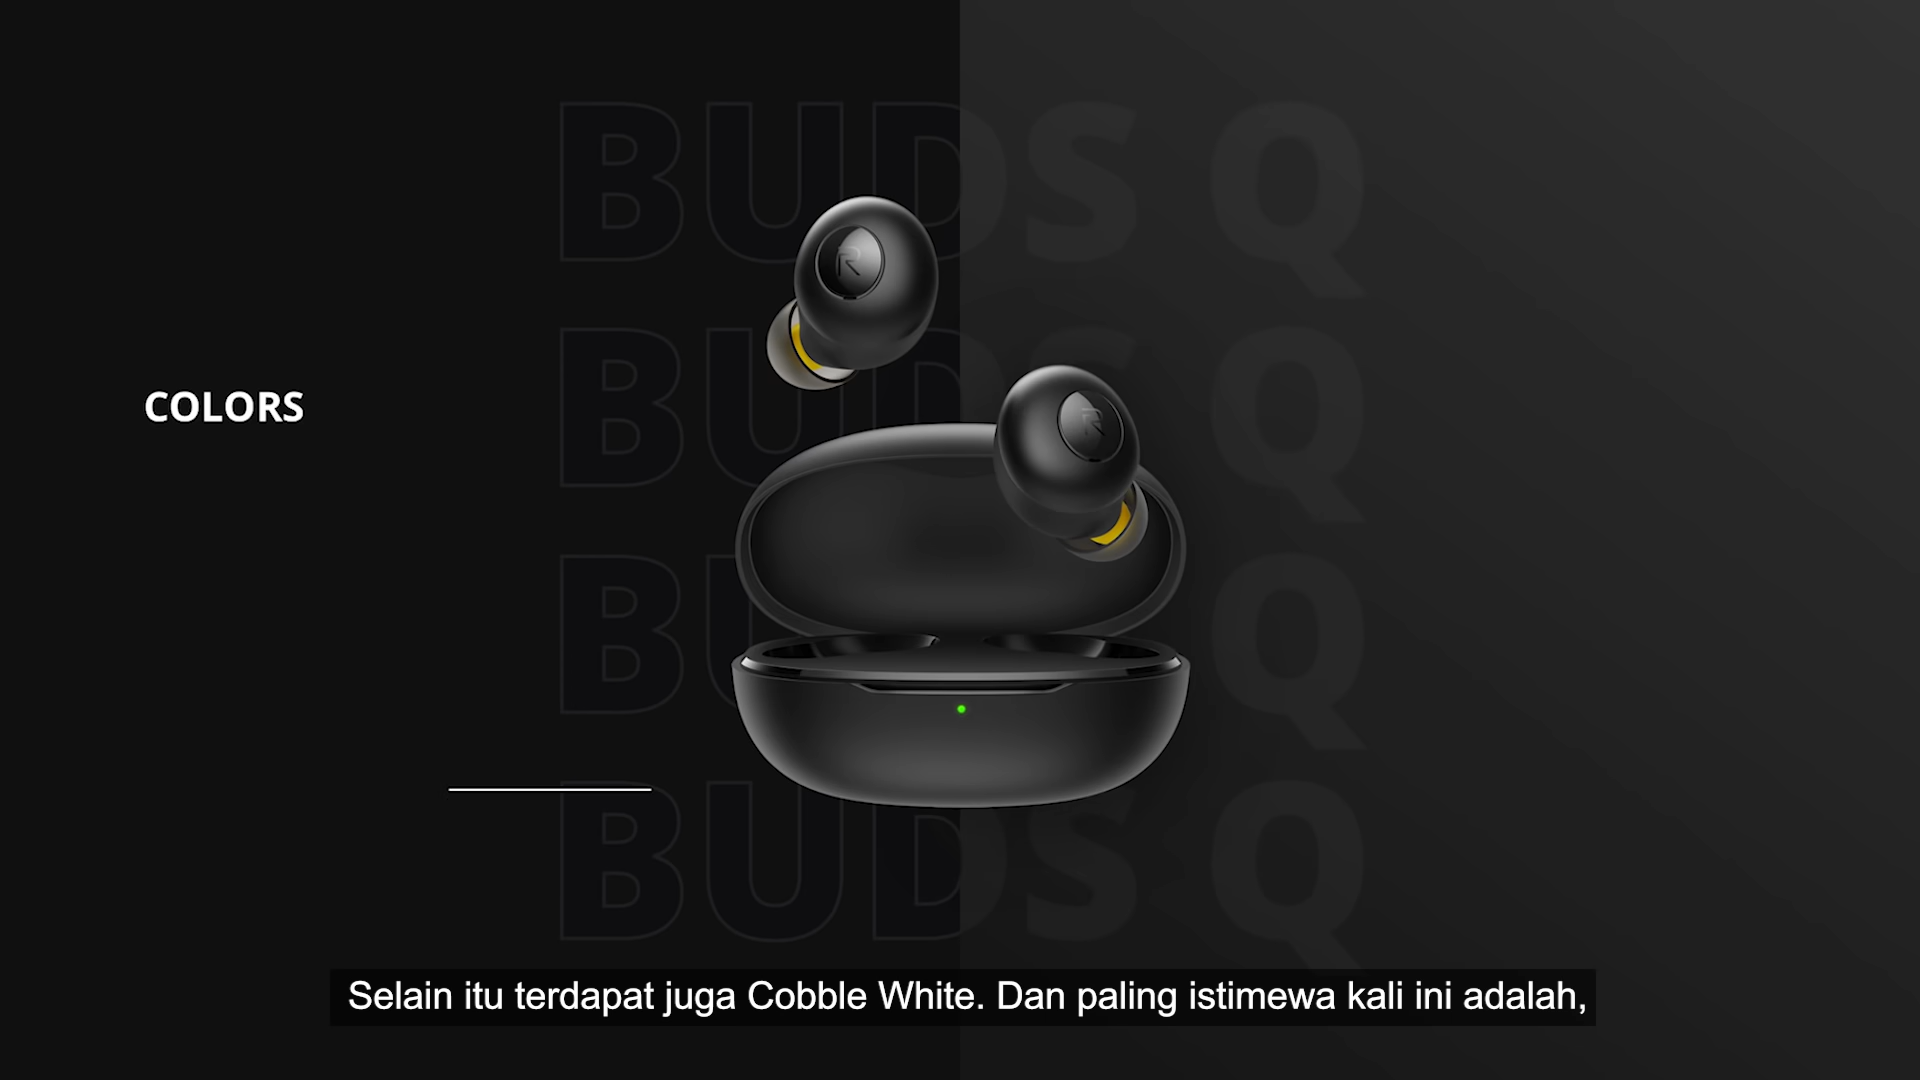 BUDS Q
BUDS Q
COLORS
BUDS Q
BUDS Q
Selain itu terdapat juga Cobble White. Dan paling istimewa kali ini adalah,